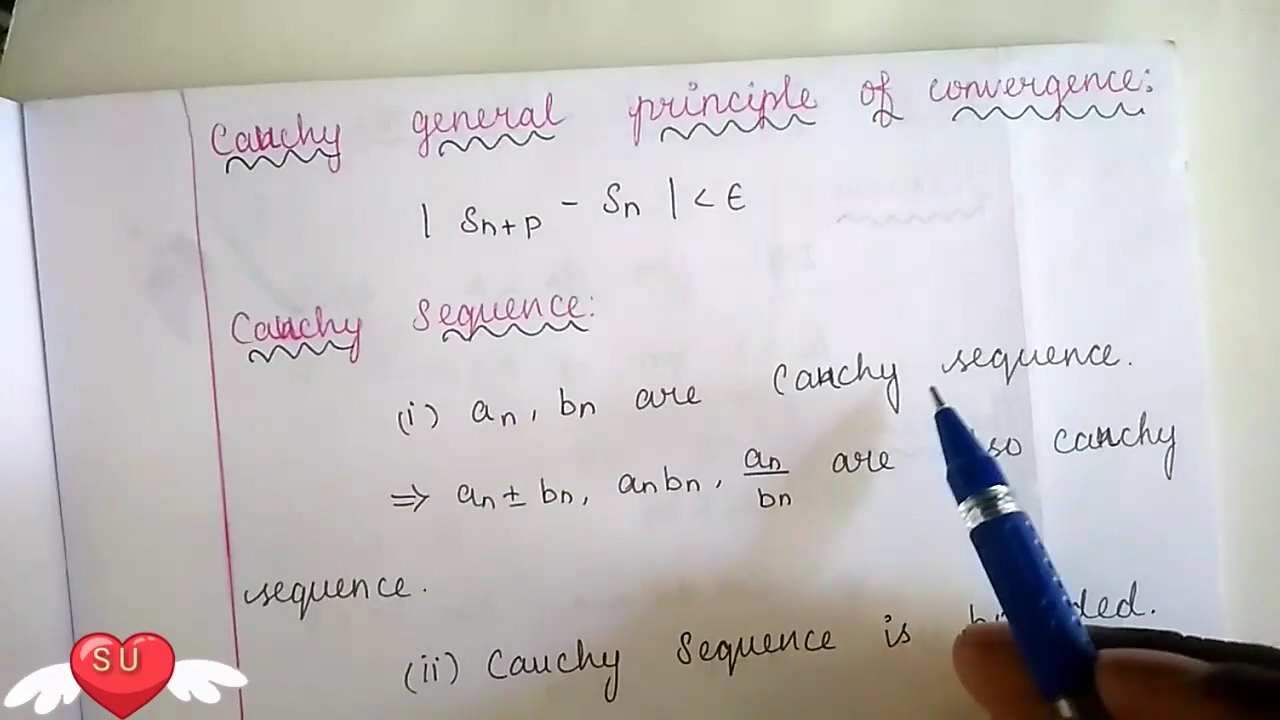 Cauchy general principle of convergence:
| Sn+p - Sn | < ε
Cauchy Sequence:
(i) an, bn are Cauchy sequence.
⇒ an ± bn, anbn, an/bn are cauchy
sequence.
(ii) Cauchy Sequence is
SU